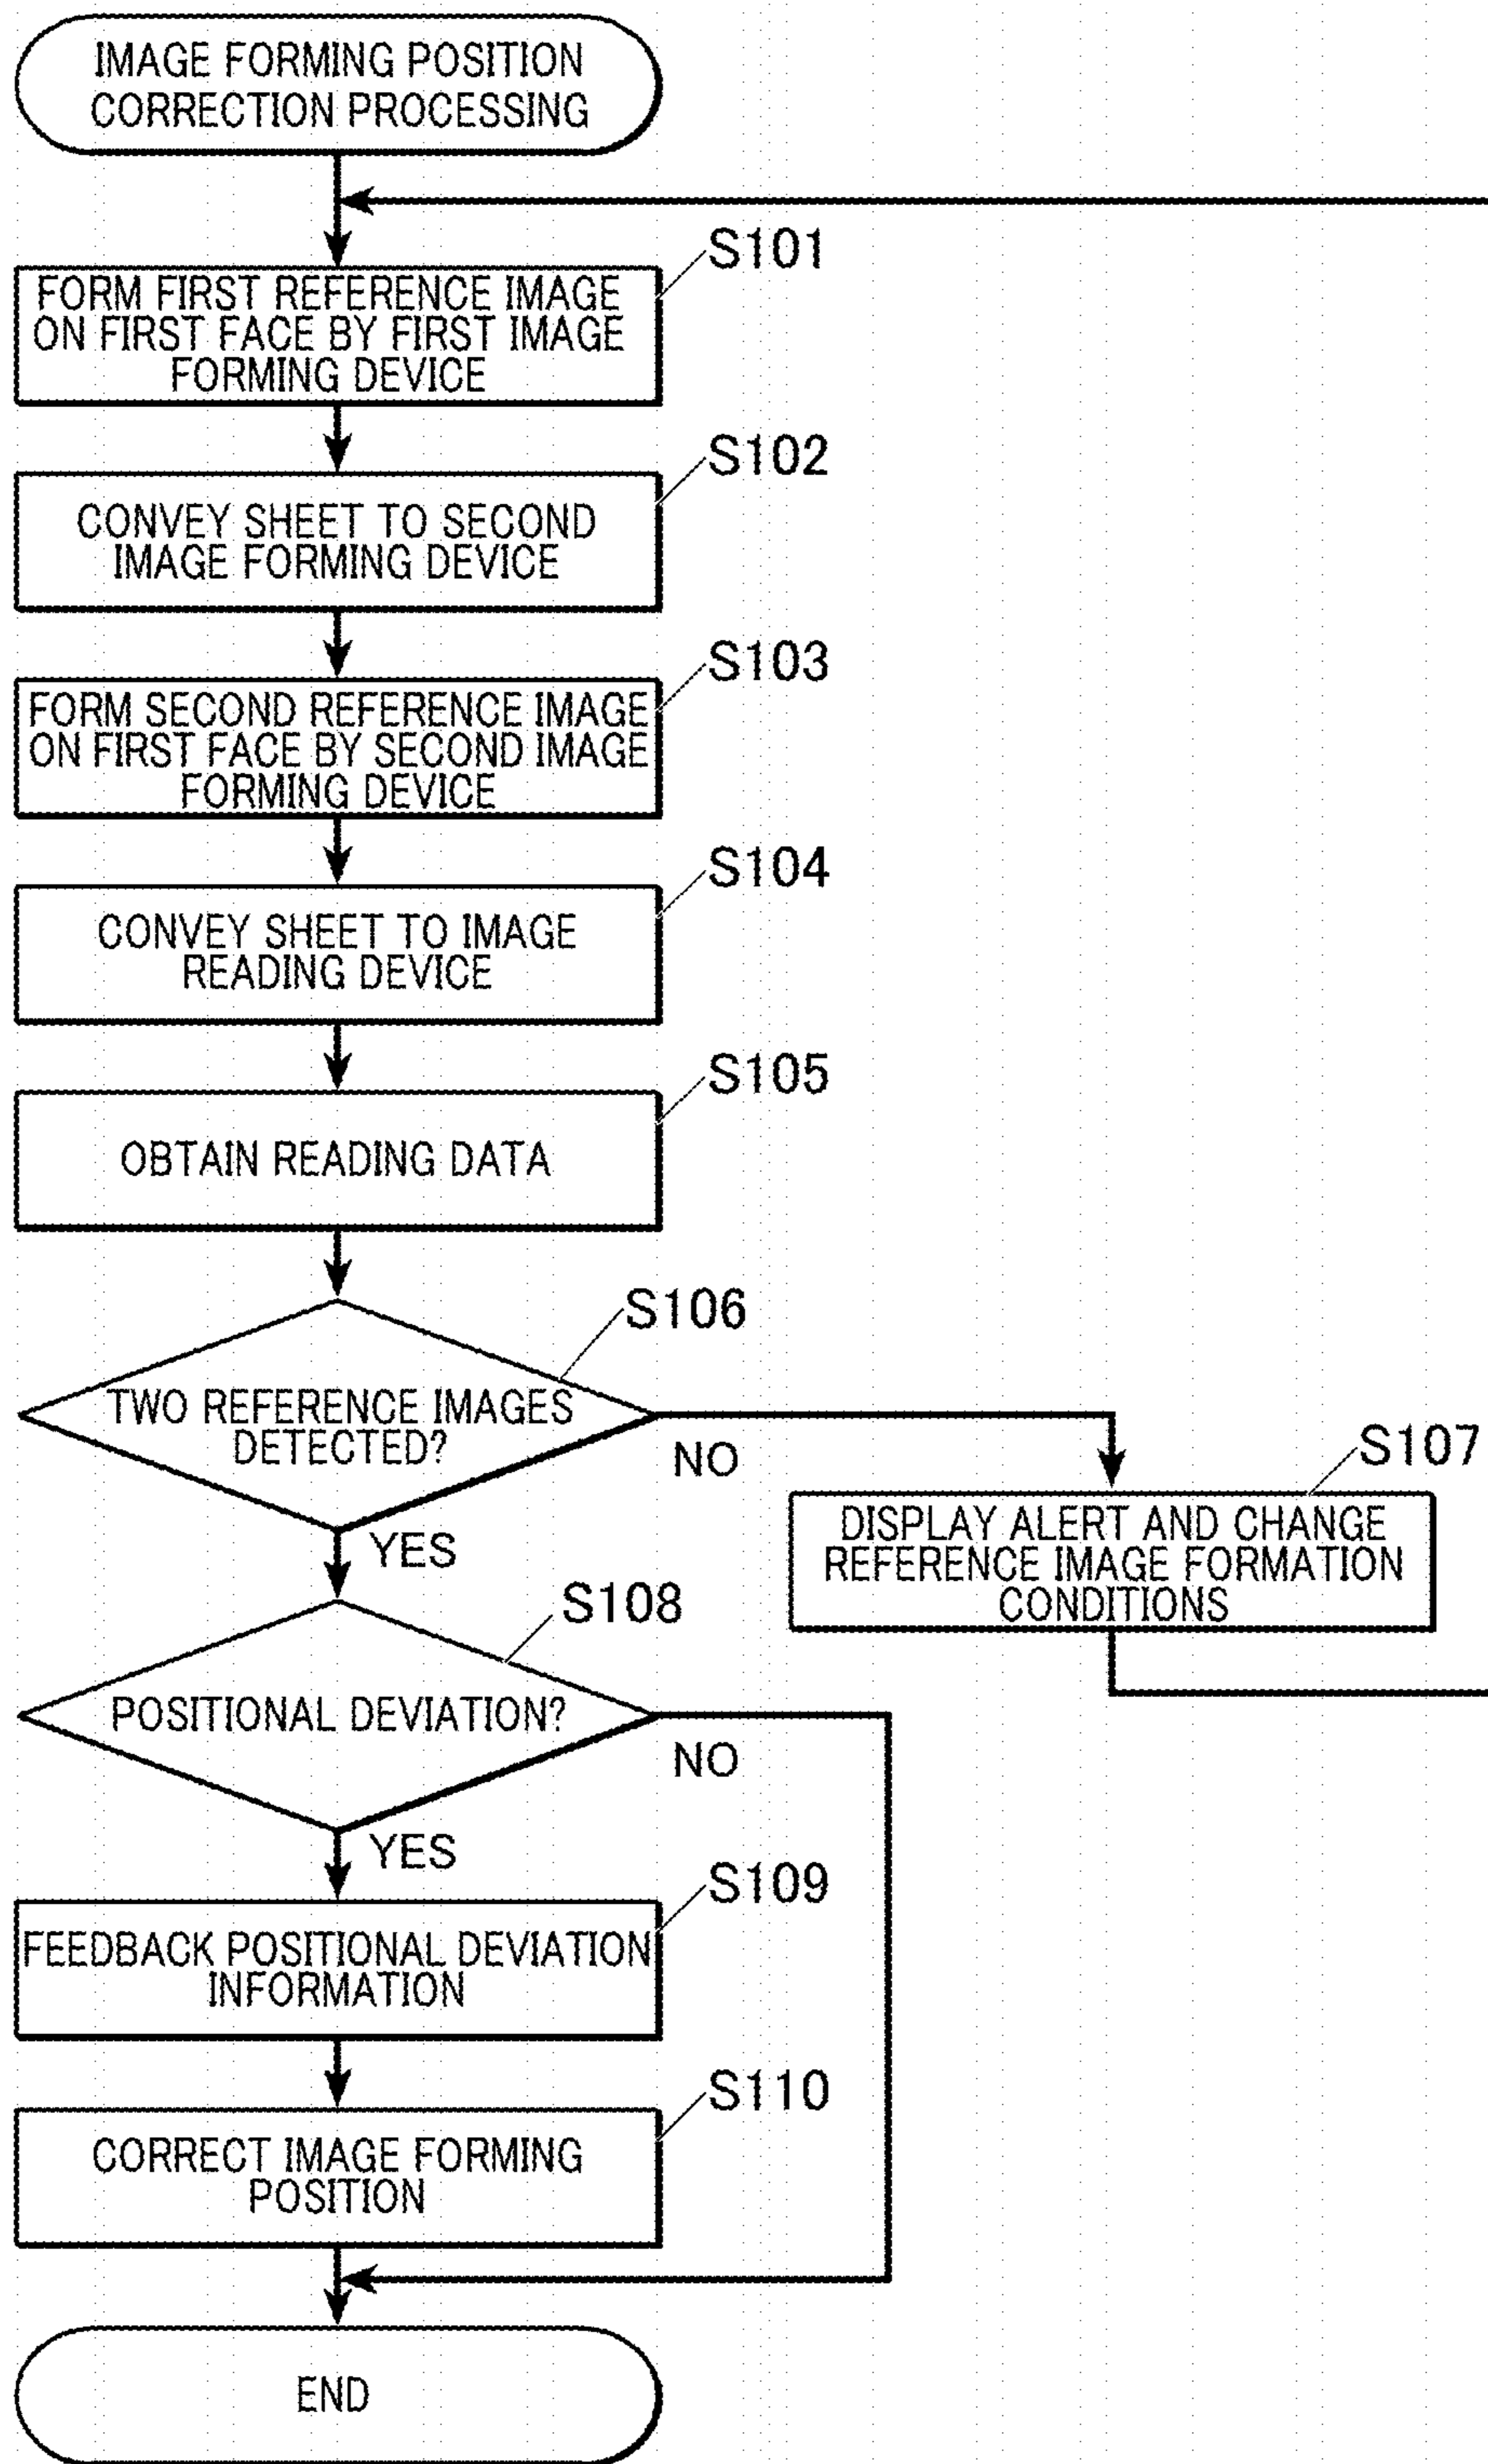 IMAGE FORMING POSITION
CORRECTION PROCESSING
S101
FORM FIRST REFERENCE IMAGE
ON FIRST FACE BY FIRST IMAGE
FORMING DEVICE
S102
CONVEY SHEET TO SECOND
IMAGE FORMING DEVICE
S103
FORM SECOND REFERENCE IMAGE
ON FIRST FACE BY SECOND IMAGE
FORMING DEVICE
S104
CONVEY SHEET TO IMAGE
READING DEVICE
S105
OBTAIN READING DATA
S106
TWO REFERENCE IMAGES
DETECTED?
NO
YES
S107
DISPLAY ALERT AND CHANGE
REFERENCE IMAGE FORMATION
CONDITIONS
S108
POSITIONAL DEVIATION?
NO
YES
S109
FEEDBACK POSITIONAL DEVIATION
INFORMATION
S110
CORRECT IMAGE FORMING
POSITION
END